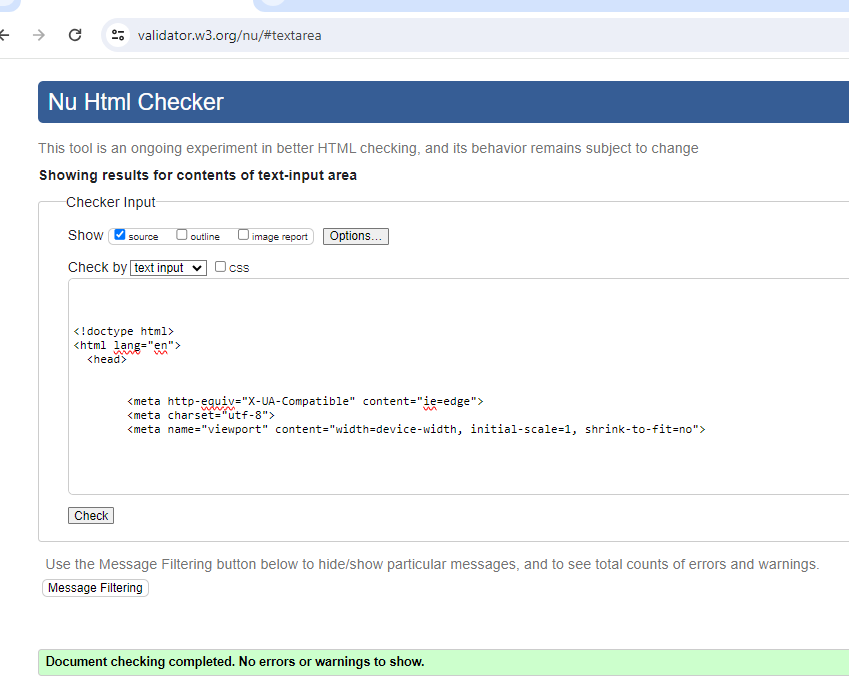 validator.w3.org/nu/#textarea
Nu Html Checker
This tool is an ongoing experiment in better HTML checking, and its behavior remains subject to change
Showing results for contents of text-input area
Checker Input
Show source outline image report Options...
Check by text input css
<!doctype html>
<html lang="en">
<head>
<meta http-equiv="X-UA-Compatible" content="ie=edge">
<meta charset="utf-8">
<meta name="viewport" content="width=device-width, initial-scale=1, shrink-to-fit=no">
Check
Use the Message Filtering button below to hide/show particular messages, and to see total counts of errors and warnings.
Message Filtering
Document checking completed. No errors or warnings to show.